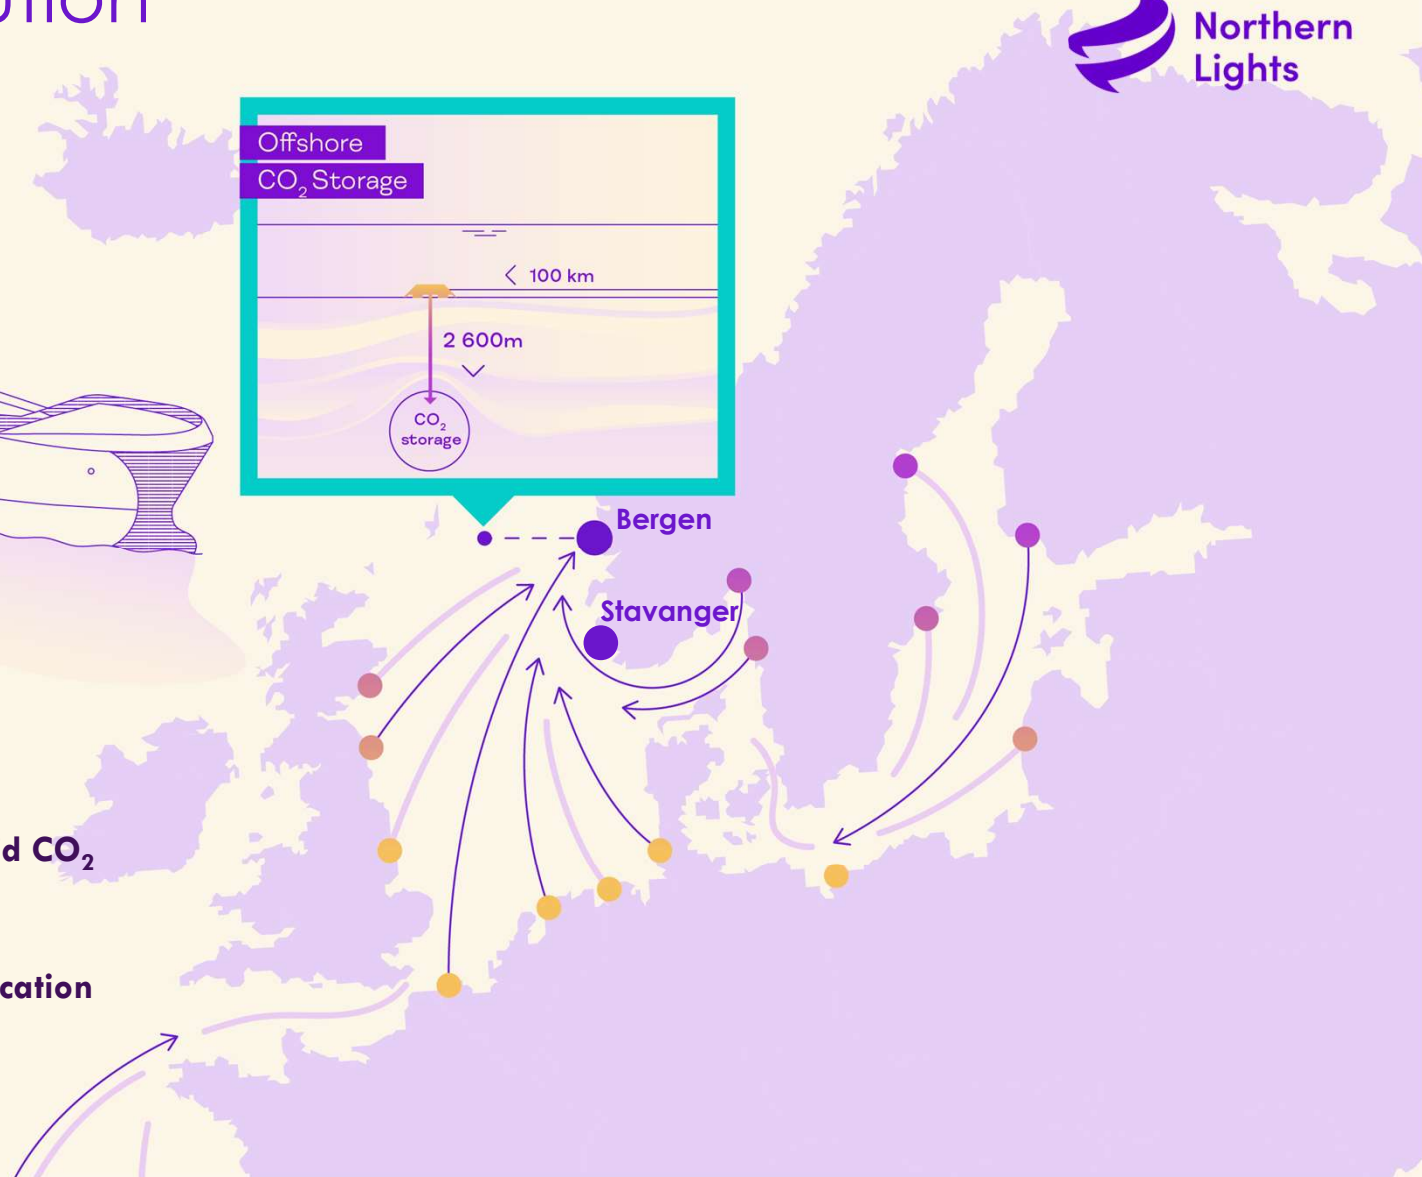 Northern
Lights
Offshore
CO₂ Storage
< 100 km
2 600m
CO₂
storage
Bergen
Stavanger
d CO₂
cation